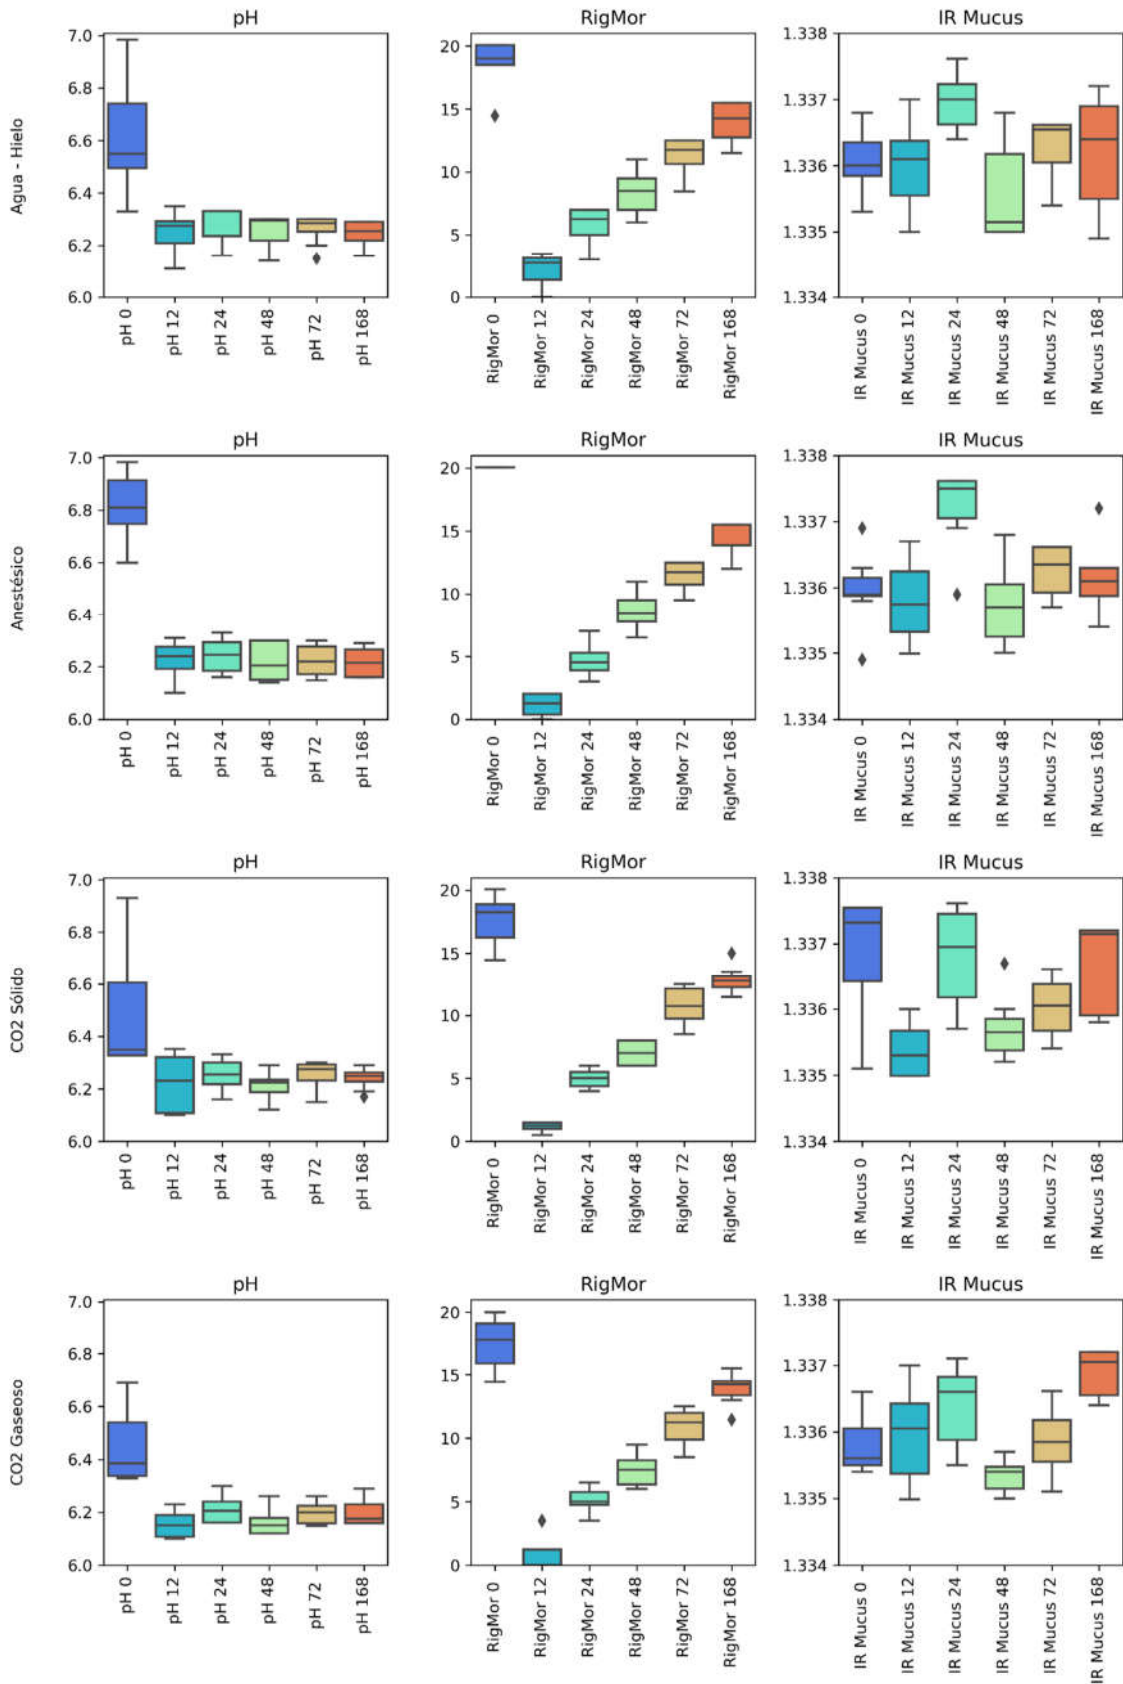 pH RigMor IR Mucus
Agua - Hielo
7.0 6.8 6.6 6.4 6.2 6.0
20 15 10 5 0
1.338 1.337 1.336 1.335 1.334
pH 0 pH 12 pH 24 pH 48 pH 72 pH 168
RigMor 0 RigMor 12 RigMor 24 RigMor 48 RigMor 72 RigMor 168
IR Mucus 0 IR Mucus 12 IR Mucus 24 IR Mucus 48 IR Mucus 72 IR Mucus 168
pH RigMor IR Mucus
Anestésico
7.0 6.8 6.6 6.4 6.2 6.0
20 15 10 5 0
1.338 1.337 1.336 1.335 1.334
pH 0 pH 12 pH 24 pH 48 pH 72 pH 168
RigMor 0 RigMor 12 RigMor 24 RigMor 48 RigMor 72 RigMor 168
IR Mucus 0 IR Mucus 12 IR Mucus 24 IR Mucus 48 IR Mucus 72 IR Mucus 168
pH RigMor IR Mucus
CO2 Sólido
7.0 6.8 6.6 6.4 6.2 6.0
20 15 10 5 0
1.338 1.337 1.336 1.335 1.334
pH 0 pH 12 pH 24 pH 48 pH 72 pH 168
RigMor 0 RigMor 12 RigMor 24 RigMor 48 RigMor 72 RigMor 168
IR Mucus 0 IR Mucus 12 IR Mucus 24 IR Mucus 48 IR Mucus 72 IR Mucus 168
pH RigMor IR Mucus
CO2 Gaseoso
7.0 6.8 6.6 6.4 6.2 6.0
20 15 10 5 0
1.338 1.337 1.336 1.335 1.334
pH 0 pH 12 pH 24 pH 48 pH 72 pH 168
RigMor 0 RigMor 12 RigMor 24 RigMor 48 RigMor 72 RigMor 168
IR Mucus 0 IR Mucus 12 IR Mucus 24 IR Mucus 48 IR Mucus 72 IR Mucus 168